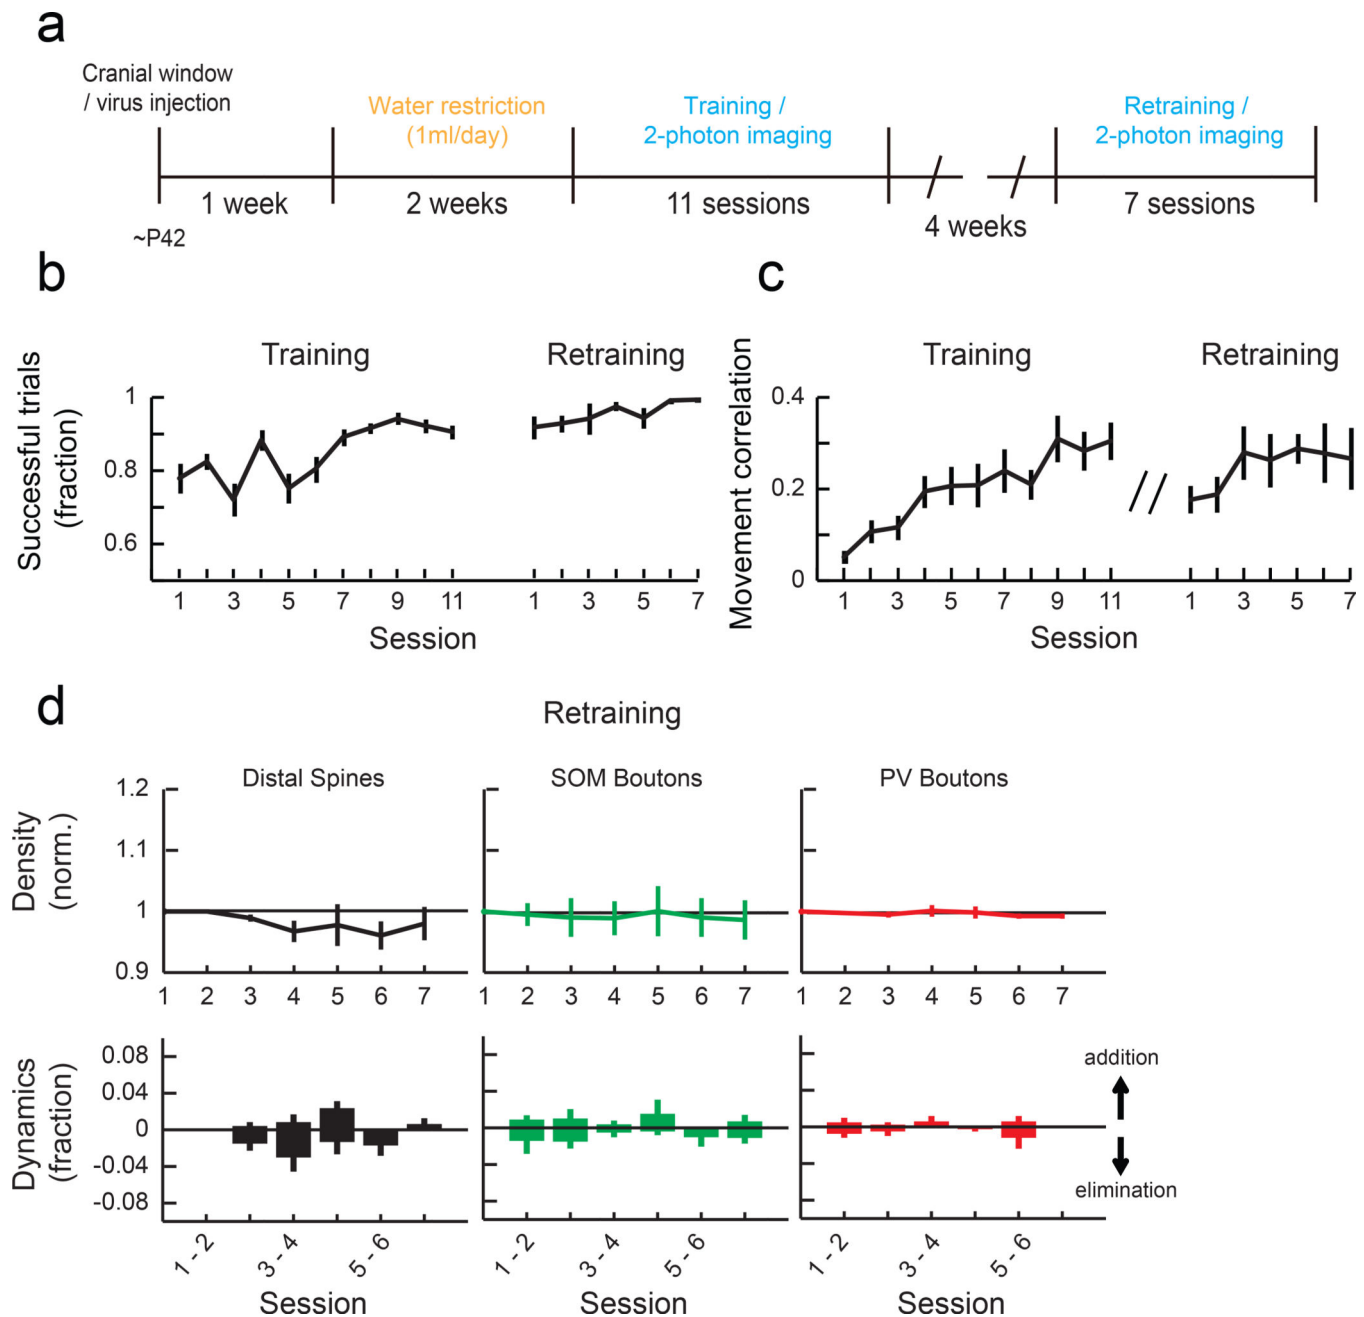 a
Cranial window
/ virus injection
Water restriction
(1ml/day)
Training /
2-photon imaging
Retraining /
2-photon imaging
1 week
2 weeks
11 sessions
4 weeks
7 sessions
~P42
b
Training
Retraining
Successful trials
(fraction)
1
0.8
0.6
1 3 5 7 9 11 1 3 5 7
Session
c
Training
Retraining
Movement correlation
0.4
0.2
0
1 3 5 7 9 11 1 3 5 7
Session
d
Retraining
Distal Spines
SOM Boutons
PV Boutons
Density
(norm.)
1.2
1.1
1
0.9
1 2 3 4 5 6 7
1 2 3 4 5 6 7
1 2 3 4 5 6 7
Dynamics
(fraction)
0.08
0.04
0
-0.04
-0.08
addition
elimination
1 - 2 3 - 4 5 - 6
1 - 2 3 - 4 5 - 6
1 - 2 3 - 4 5 - 6
Session
Session
Session